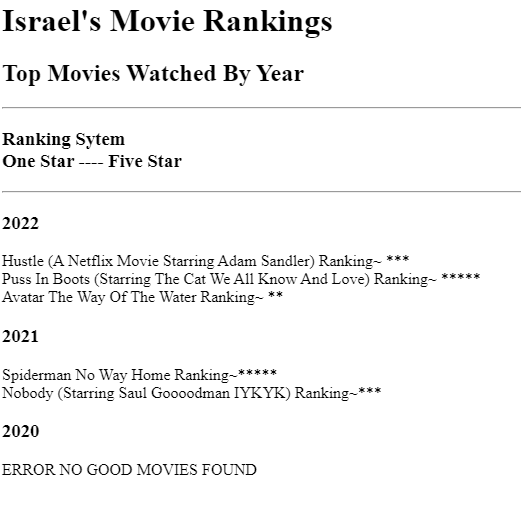 Israel's Movie Rankings
Top Movies Watched By Year
Ranking Sytem
One Star ---- Five Star
2022
Hustle (A Netflix Movie Starring Adam Sandler) Ranking~ ***
Puss In Boots (Starring The Cat We All Know And Love) Ranking~ *****
Avatar The Way Of The Water Ranking~ **
2021
Spiderman No Way Home Ranking~*****
Nobody (Starring Saul Goooodman IYKYK) Ranking~***
2020
ERROR NO GOOD MOVIES FOUND